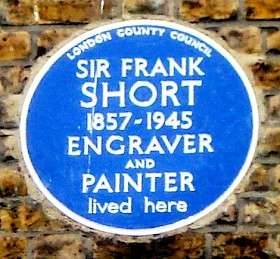 LONDON COUNTY COUNCIL
SIR FRANK
SHORT
1857-1945
ENGRAVER
AND
PAINTER
lived here